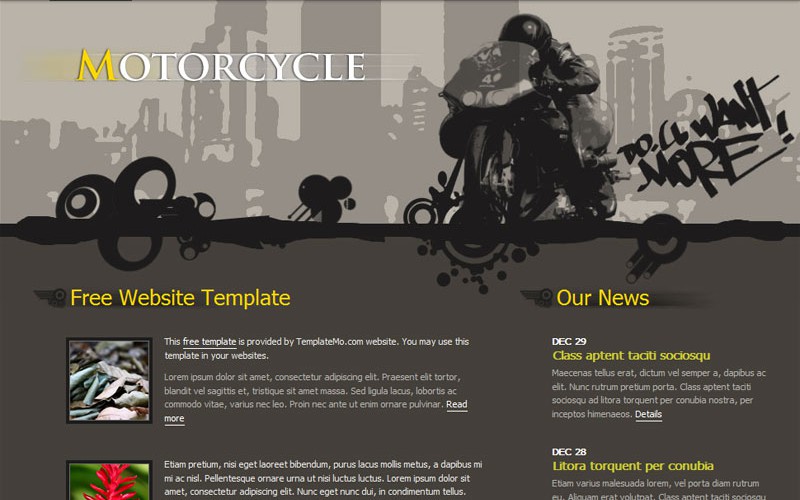 MOTORCYCLE
WANT
MORE!
Free Website Template
This free template is provided by TemplateMo.com website. You may use this
template in your websites.
Lorem ipsum dolor sit amet, consectetur adipiscing elit. Praesent elit tortor,
blandit vel sagittis et, tristique sit amet massa. Sed ligula lacus, lobortis ac
commodo vitae, varius nec leo. Proin nec ante ut enim ornare pulvinar. Read
more
Etiam pretium, nisi eget laoreet bibendum, purus lacus mollis metus, a dapibus mi
mi ac nisl. Pellentesque ornare urna ut nisi luctus luctus. Lorem ipsum dolor sit
amet, consectetur adipiscing elit. Nunc eget nunc dui, in condimentum tellus.
Our News
DEC 29
Class aptent taciti sociosqu
Maecenas tellus erat, dictum vel semper a, dapibus ac
elit. Nunc rutrum pretium porta. Class aptent taciti
sociosqu ad litora torquent per conubia nostra, per
inceptos himenaeos. Details
DEC 28
Litora torquent per conubia
Etiam varius malesuada lorem, vel porta diam rutrum
eu. Aliquam erat volutpat. Class aptent taciti sociosqu